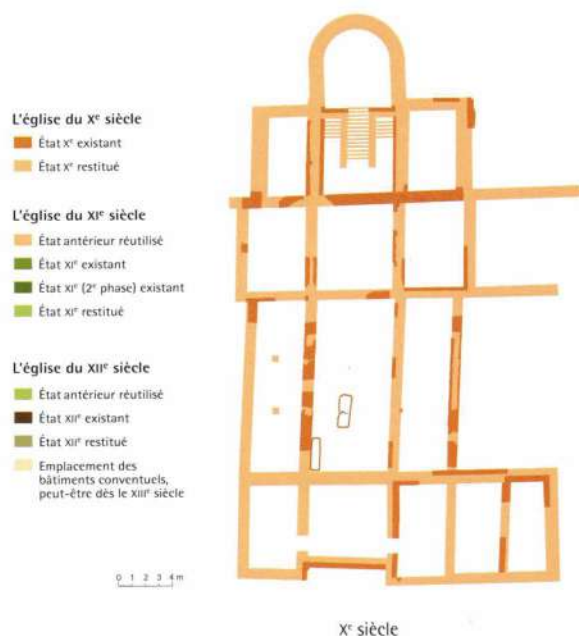 L'église du Xe siècle
État Xe existant
État Xe restitué
L'église du XIe siècle
État antérieur réutilisé
État XIe existant
État XIe (2e phase) existant
État XIe restitué
L'église du XIIe siècle
État antérieur réutilisé
État XIIe existant
État XIIe restitué
Emplacement des
bâtiments conventuels,
peut-être dès le XIIIe siècle
0 1 2 3 4 m
Xe siècle